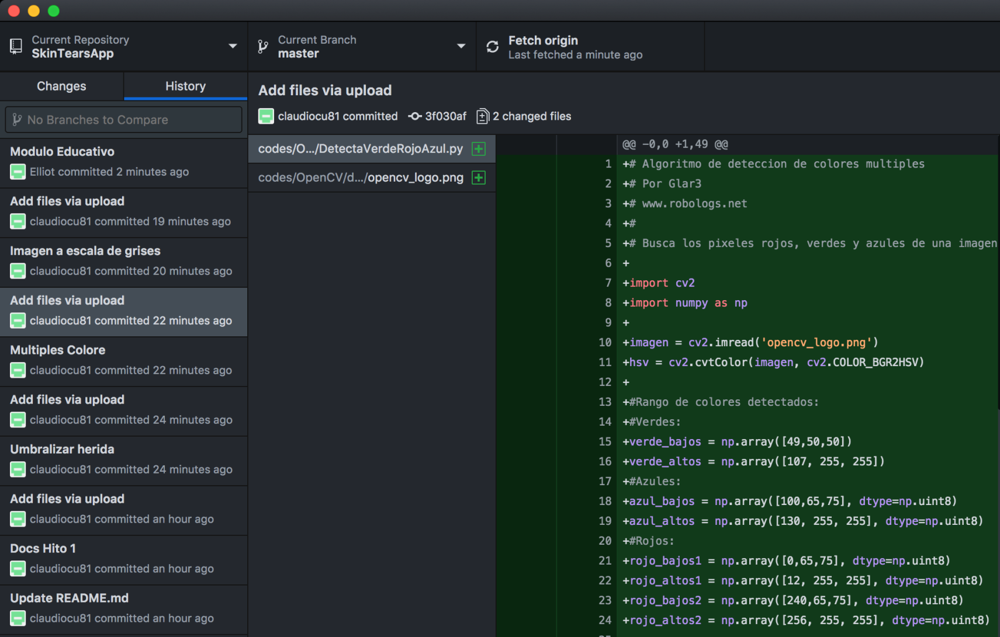 Current Repository
SkinTearsApp
Current Branch
master
Fetch origin
Last fetched a minute ago
Changes
History
No Branches to Compare
Modulo Educativo
Elliot committed 2 minutes ago
Add files via upload
claudiocu81 committed 19 minutes ago
Imagen a escala de grises
claudiocu81 committed 20 minutes ago
Add files via upload
claudiocu81 committed 22 minutes ago
Multiples Colore
claudiocu81 committed 22 minutes ago
Add files via upload
claudiocu81 committed 24 minutes ago
Umbralizar herida
claudiocu81 committed 24 minutes ago
Add files via upload
claudiocu81 committed an hour ago
Docs Hito 1
claudiocu81 committed an hour ago
Update README.md
claudiocu81 committed an hour ago
Add files via upload
claudiocu81 committed 3f030af 2 changed files
codes/O.../DetectaVerdeRojoAzul.py
codes/OpenCV/d.../opencv_logo.png
@@ -0,0 +1,49 @@
1 +# Algoritmo de deteccion de colores multiples
2 +# Por Glar3
3 +# www.robologs.net
4 +#
5 +# Busca los pixeles rojos, verdes y azules de una imagen
6 +
7 +import cv2
8 +import numpy as np
9 +
10 +imagen = cv2.imread('opencv_logo.png')
11 +hsv = cv2.cvtColor(imagen, cv2.COLOR_BGR2HSV)
12 +
13 +#Rango de colores detectados:
14 +#Verdes:
15 +verde_bajos = np.array([49,50,50])
16 +verde_altos = np.array([107, 255, 255])
17 +#Azules:
18 +azul_bajos = np.array([100,65,75], dtype=np.uint8)
19 +azul_altos = np.array([130, 255, 255], dtype=np.uint8)
20 +#Rojos:
21 +rojo_bajos1 = np.array([0,65,75], dtype=np.uint8)
22 +rojo_altos1 = np.array([12, 255, 255], dtype=np.uint8)
23 +rojo_bajos2 = np.array([240,65,75], dtype=np.uint8)
24 +rojo_altos2 = np.array([256, 255, 255], dtype=np.uint8)